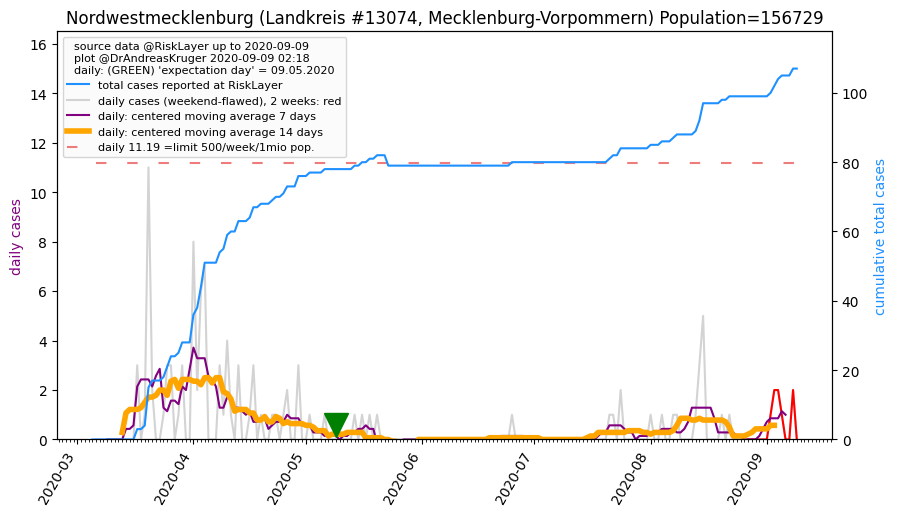 Nordwestmecklenburg (Landkreis #13074, Mecklenburg-Vorpommern) Population=156729
source data @RiskLayer up to 2020-09-09
plot @DrAndreasKruger 2020-09-09 02:18
daily: (GREEN) 'expectation day' = 09.05.2020
total cases reported at RiskLayer
daily cases (weekend-flawed), 2 weeks: red
daily: centered moving average 7 days
daily: centered moving average 14 days
daily 11.19 =limit 500/week/1mio pop.
daily cases
16
14
12
10
8
6
4
2
0
cumulative total cases
100
80
60
40
20
0
2020-03
2020-04
2020-05
2020-06
2020-07
2020-08
2020-09